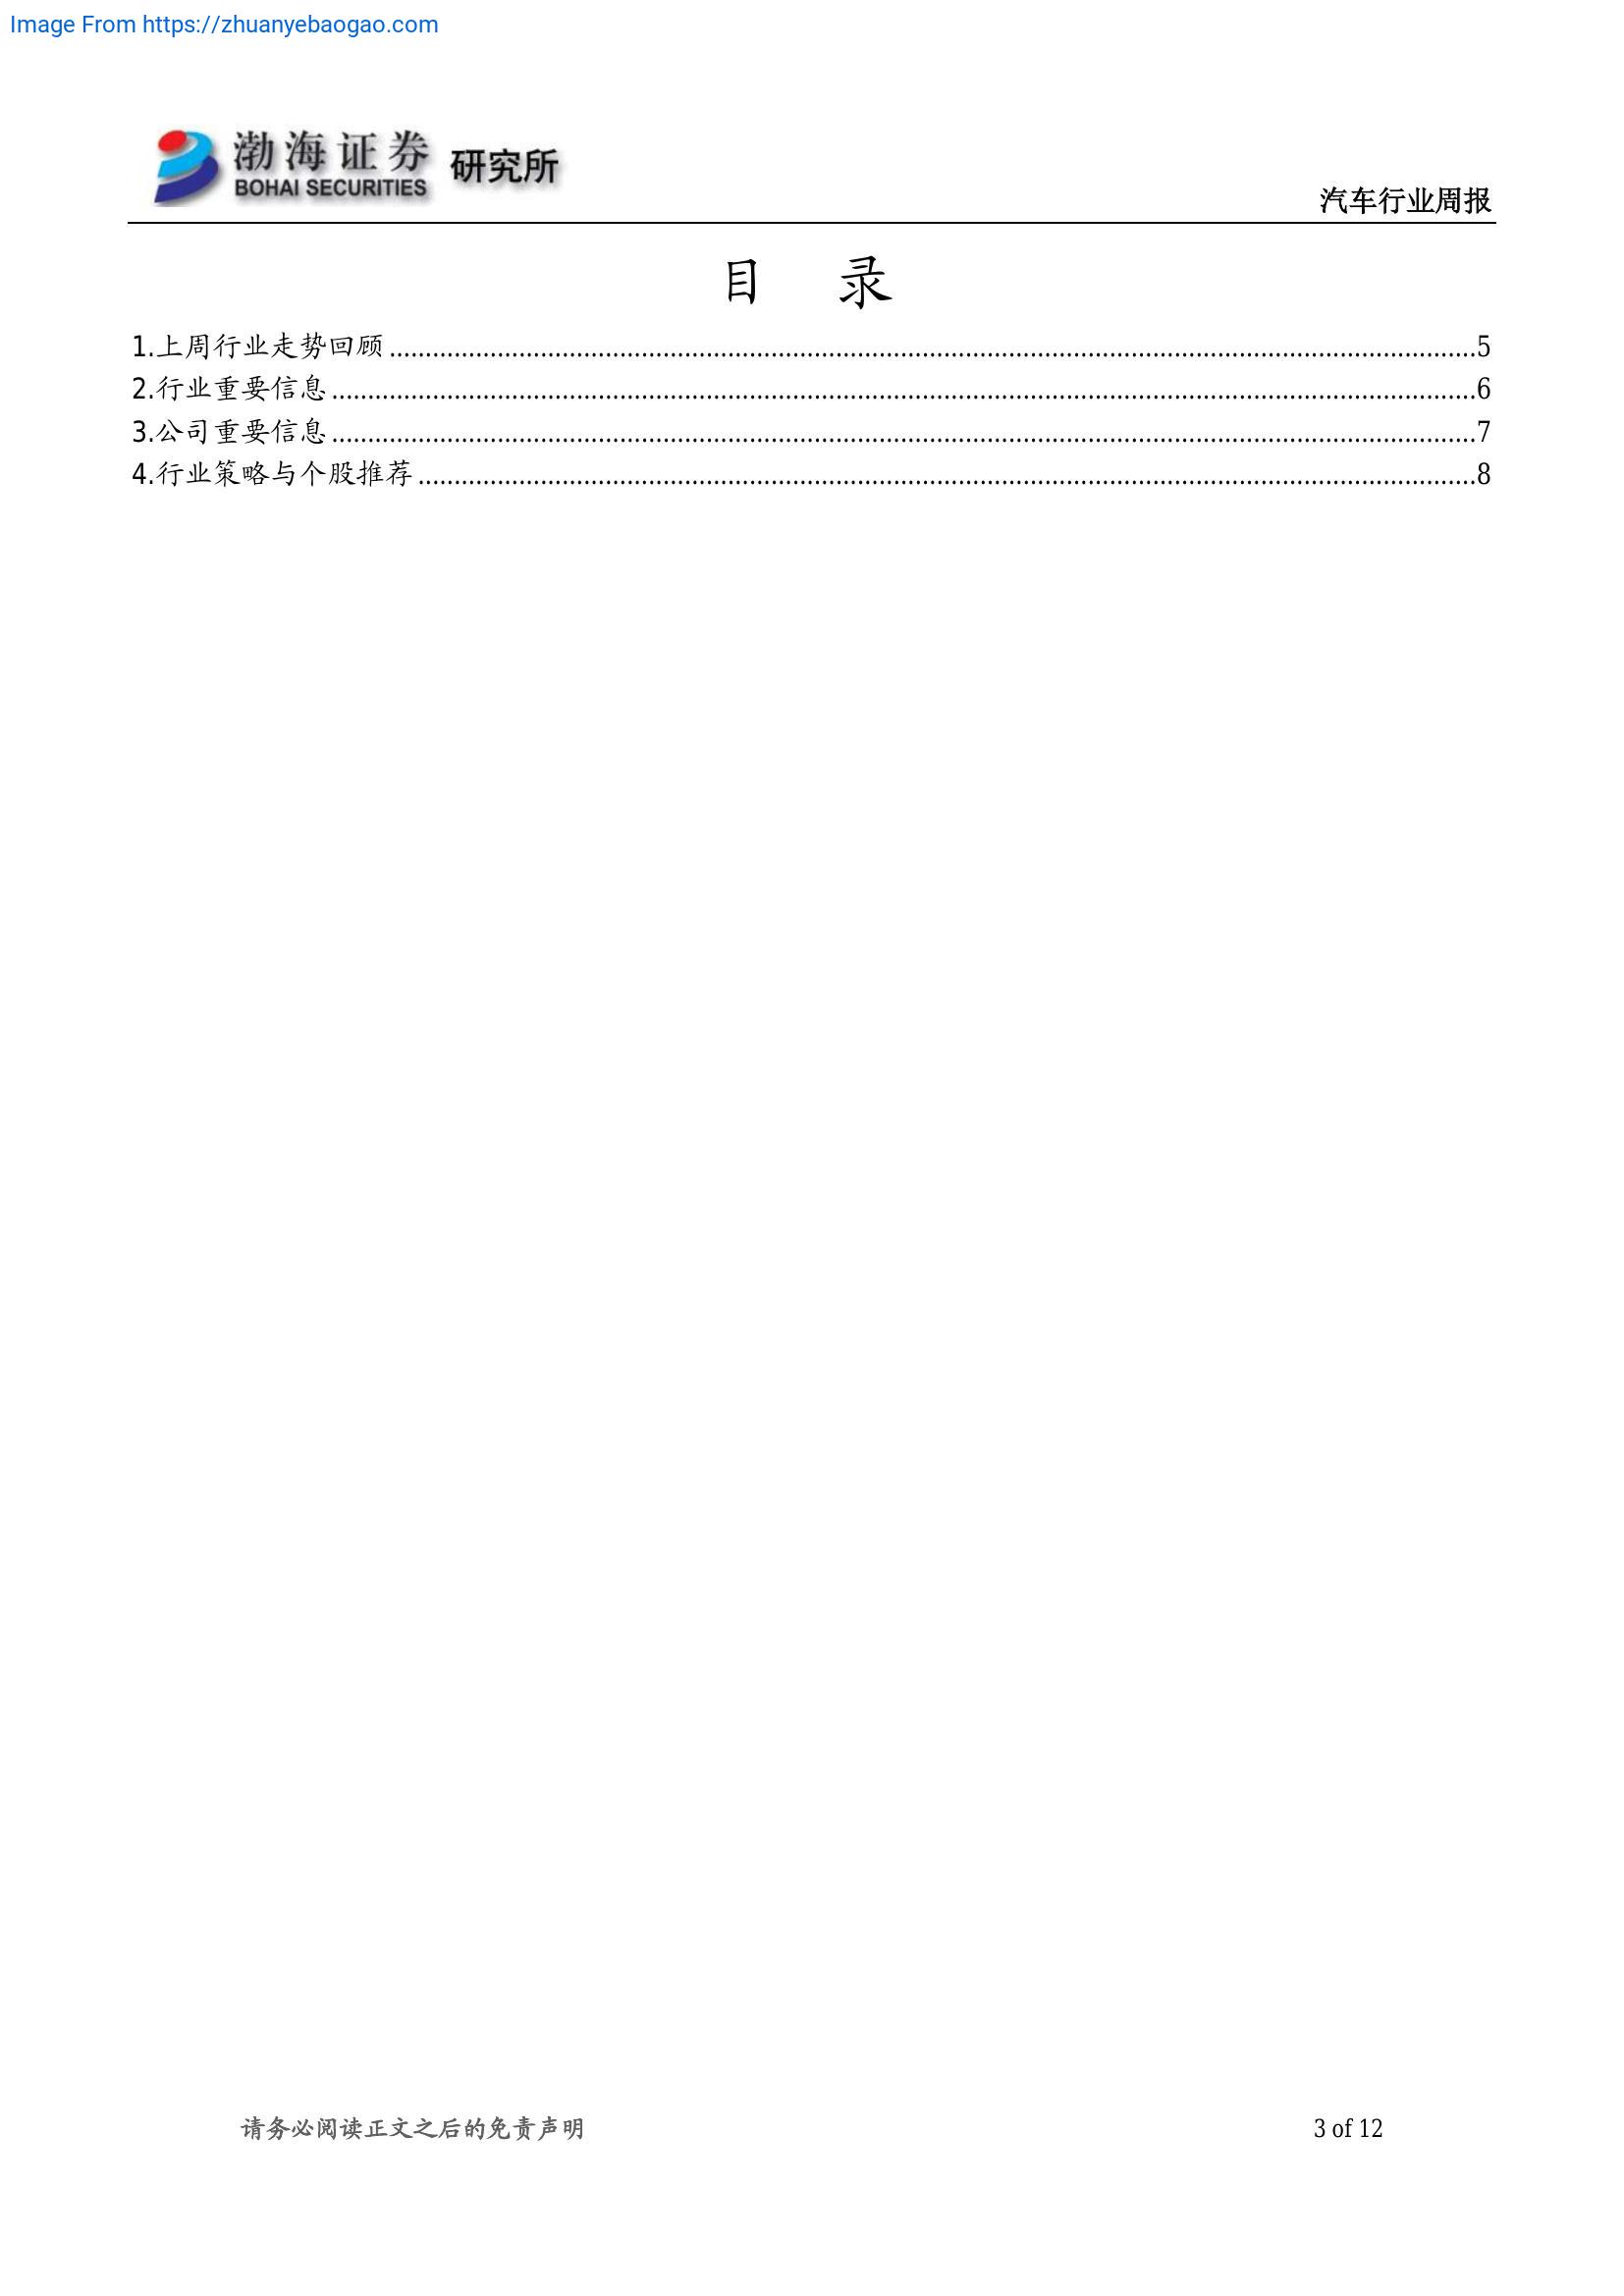 Image From https://zhuanyebaogao.com
渤海证券 研究所
BOHAI SECURITIES
汽车行业周报
目 录
1.上周行业走势回顾........................................................................................................................5
2.行业重要信息........................................................................................................................6
3.公司重要信息........................................................................................................................7
4.行业策略与个股推荐........................................................................................................................8
请务必阅读正文之后的免责声明 3 of 12